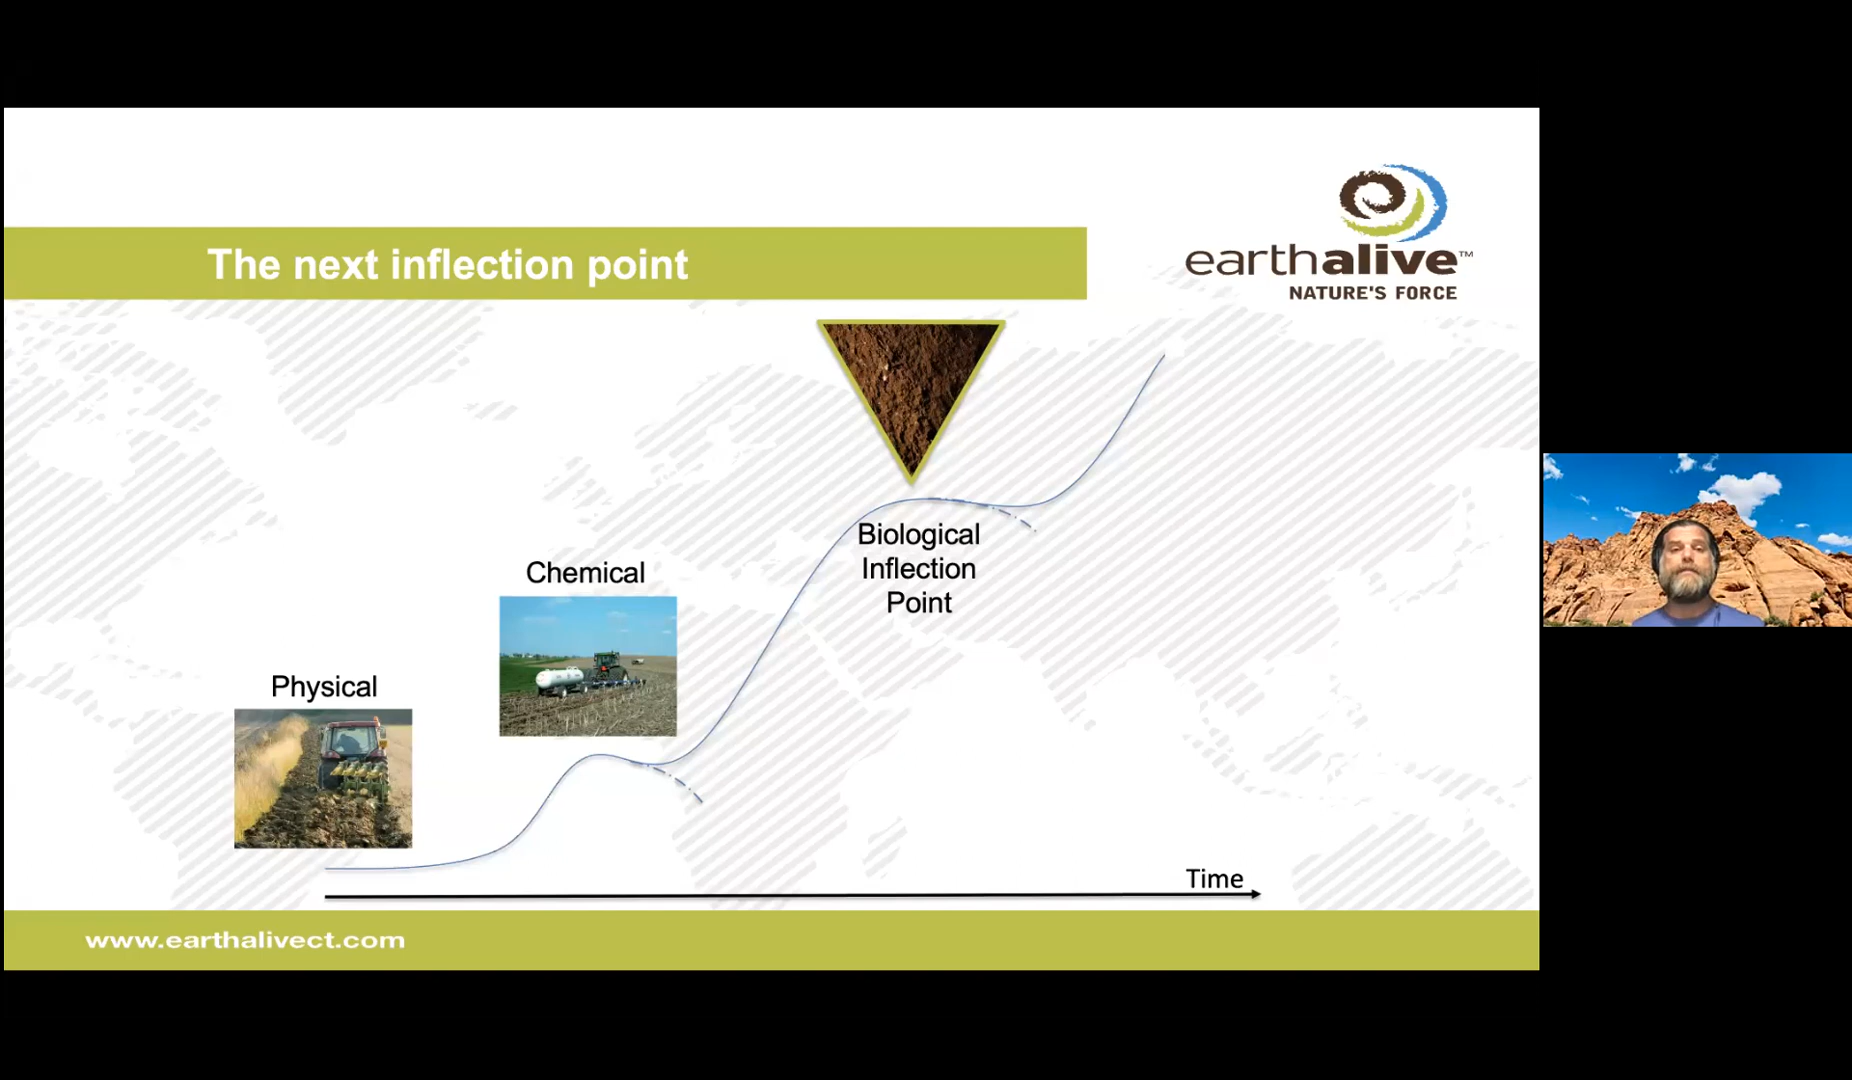 The next inflection point
earthalive™
NATURE'S FORCE
Biological
Inflection
Point
Chemical
Physical
Time
www.earthalivect.com